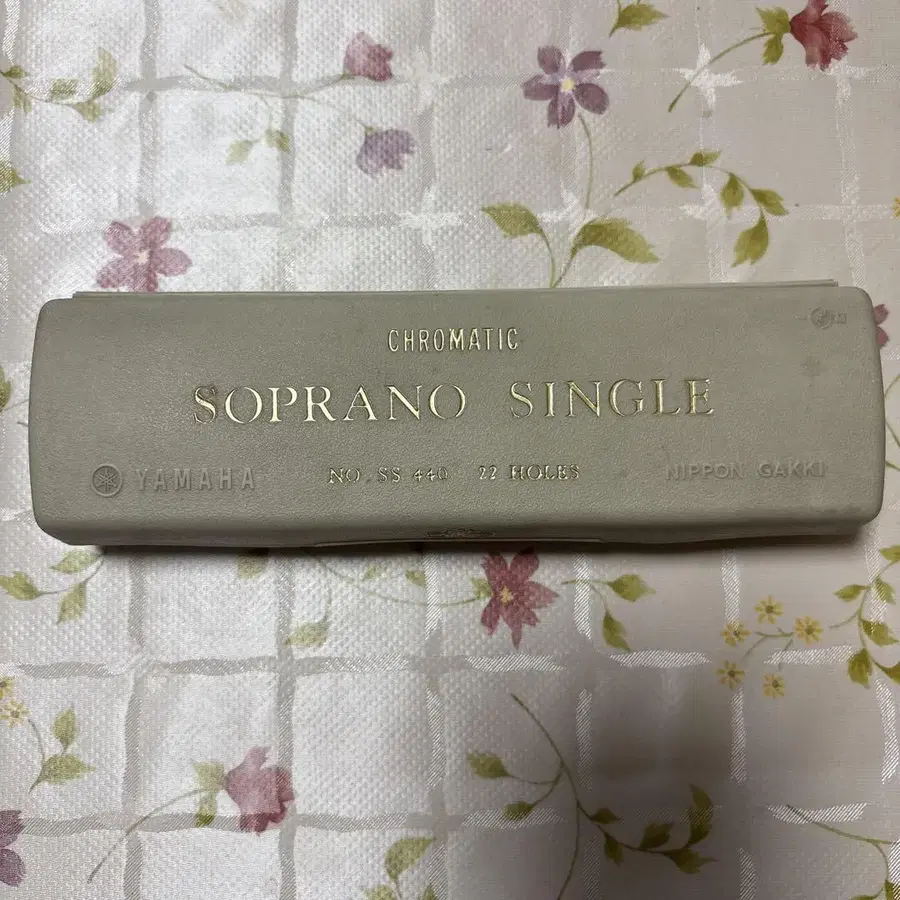 CHROMATIC
SOPRANO SINGLE
YAMAHA NO. SS 440 22 HOLES NIPPON GAKKI